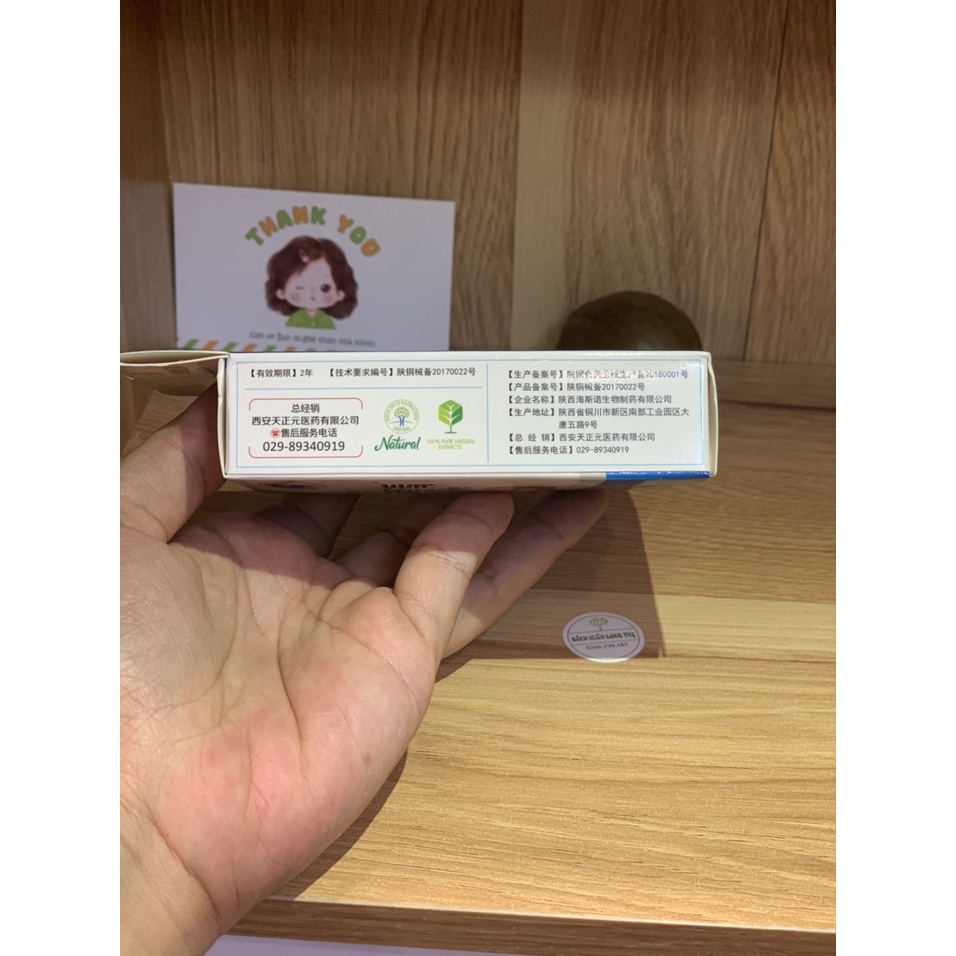 THANK YOU
【有效期限】2年 【技术要求编号】陕铜械备20170022号
总经销
西安天正元医药有限公司
☎售后服务电话
029-89340919
Natural
100% PURE NATURAL
EXTRACTS
【产品备案号】陕铜械备20170022号
【企业名称】陕西海斯诺生物制药有限公司
【生产地址】陕西省铜川市新区南部工业园区大
唐五路9号
【总 经 销】西安天正元医药有限公司
【售后服务电话】029-89340919